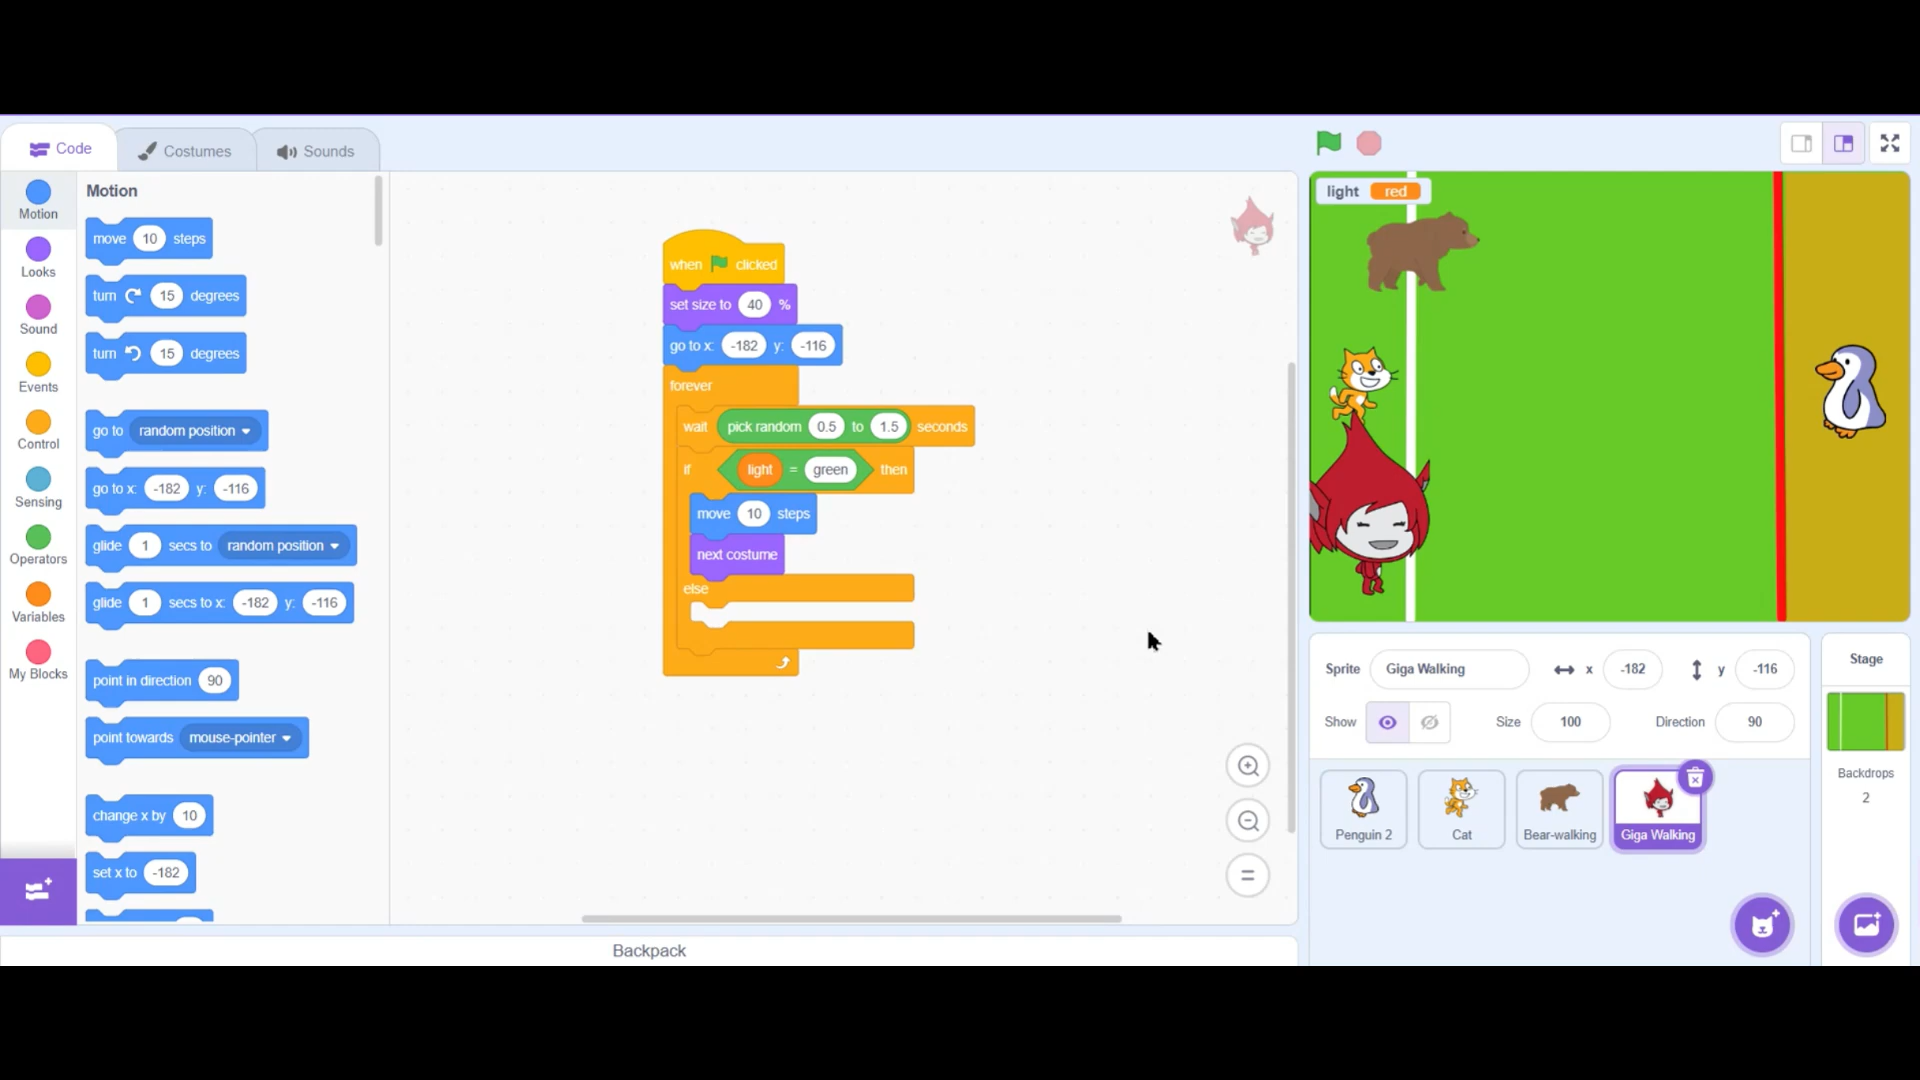 Code
Costumes
Sounds
Motion
Looks
Sound
Events
Control
Sensing
Operators
Variables
My Blocks
Motion
move 10 steps
turn 15 degrees
turn 15 degrees
go to random position
go to x: -182 y: -116
glide 1 secs to random position
glide 1 secs to x: -182 y: -116
point in direction 90
point towards mouse-pointer
change x by 10
set x to -182
when clicked
set size to 40 %
go to x: -182 y: -116
forever
wait pick random 0.5 to 1.5 seconds
if light = green then
move 10 steps
next costume
else
Backpack
light red
Sprite Giga Walking x -182 y -116
Show Size 100 Direction 90
Penguin 2
Cat
Bear-walking
Giga Walking
Stage
Backdrops
2